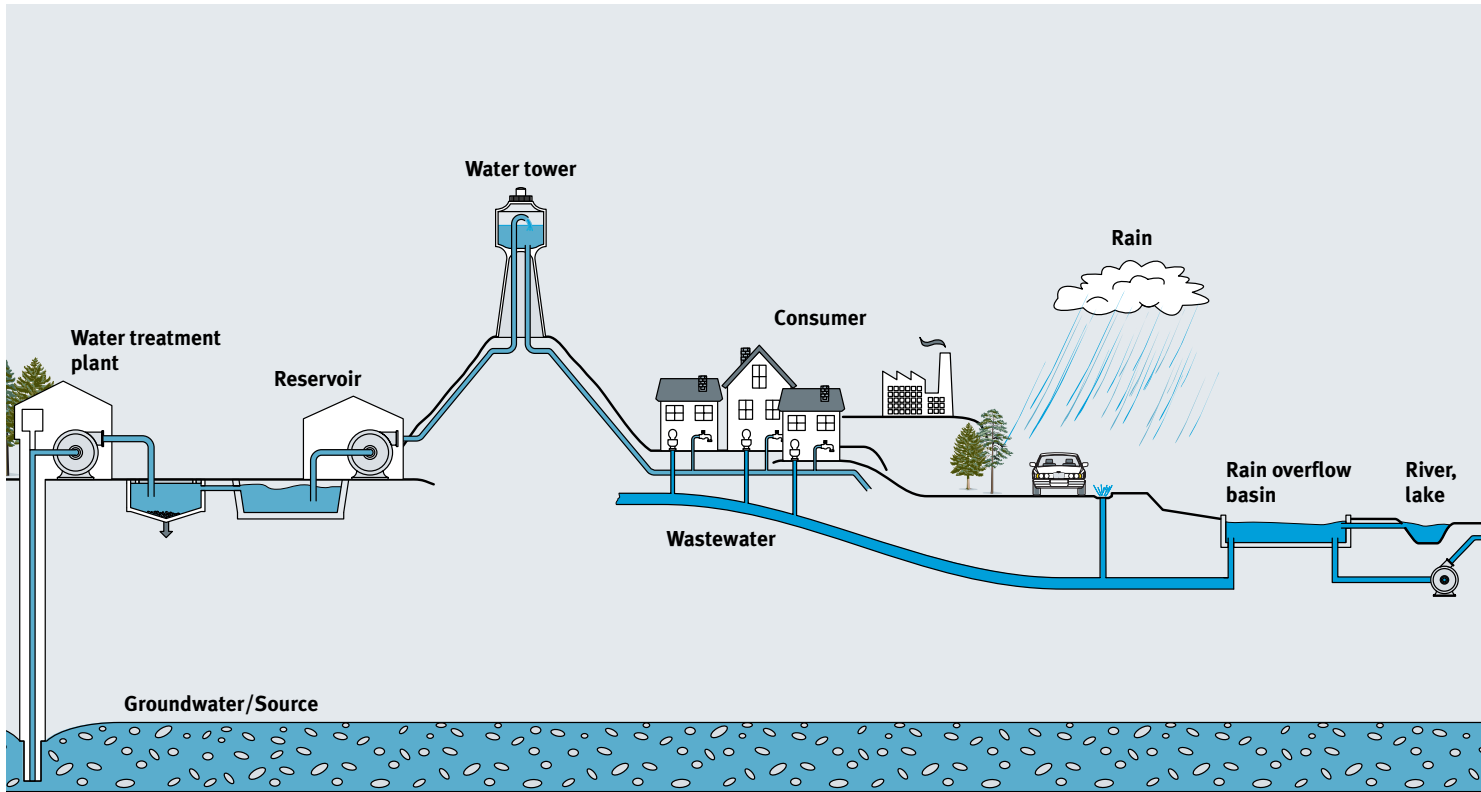 Water tower
Rain
Consumer
Water treatment
plant
Reservoir
Rain overflow
basin
River,
lake
Wastewater
Groundwater/Source